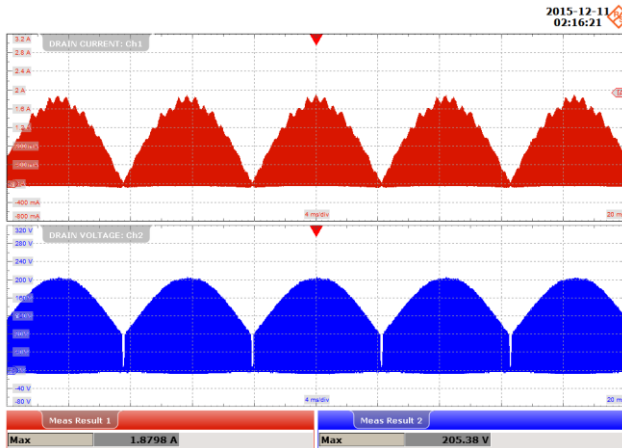 2015-12-11
02:16:21
3.2 A
DRAIN CURRENT: Ch1
2.8 A
2.4 A
2 A
1.6 A
-400 mA
4 ms/div
20 ms
-800 mA
320 V
DRAIN VOLTAGE: Ch2
280 V
240 V
200 V
160 V
-40 V
4 ms/div
-80 V
Meas Result 1
Meas Result 2
Max
1.8798 A
Max
205.38 V